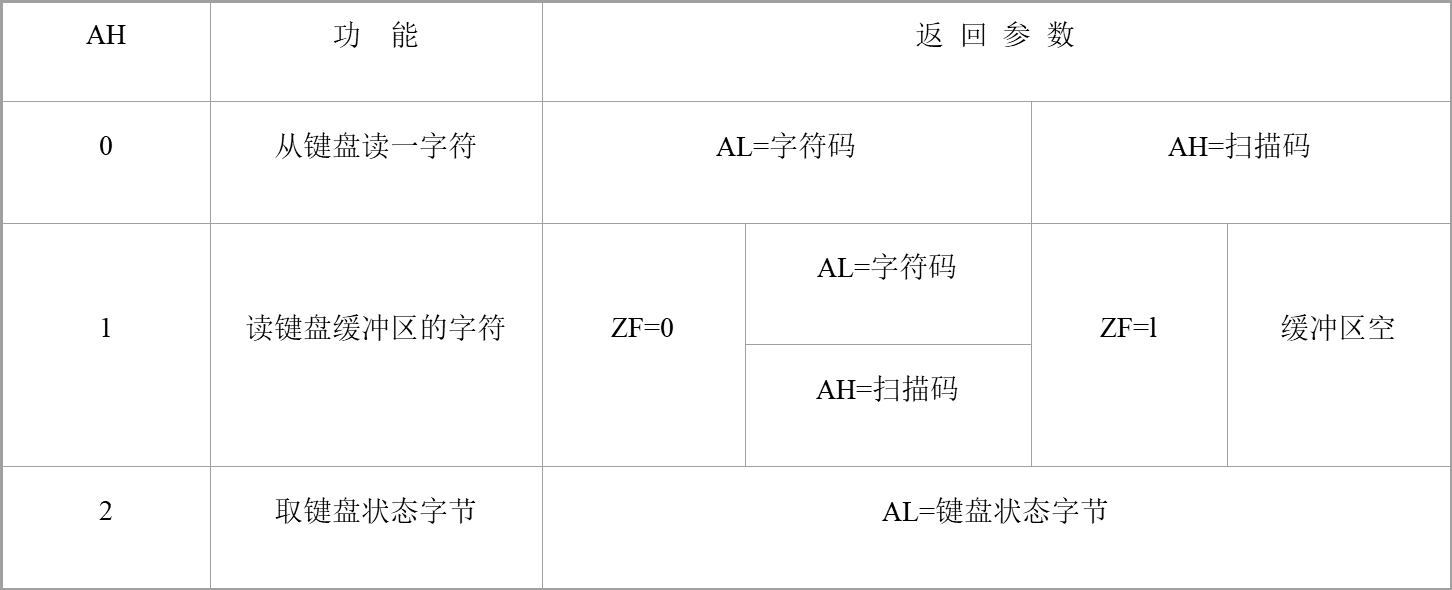 AH 功 能 返 回 参 数
0 从键盘读一字符 AL=字符码 AH=扫描码
AL=字符码
1 读键盘缓冲区的字符 ZF=0 ZF=l 缓冲区空
AH=扫描码
2 取键盘状态字节 AL=键盘状态字节